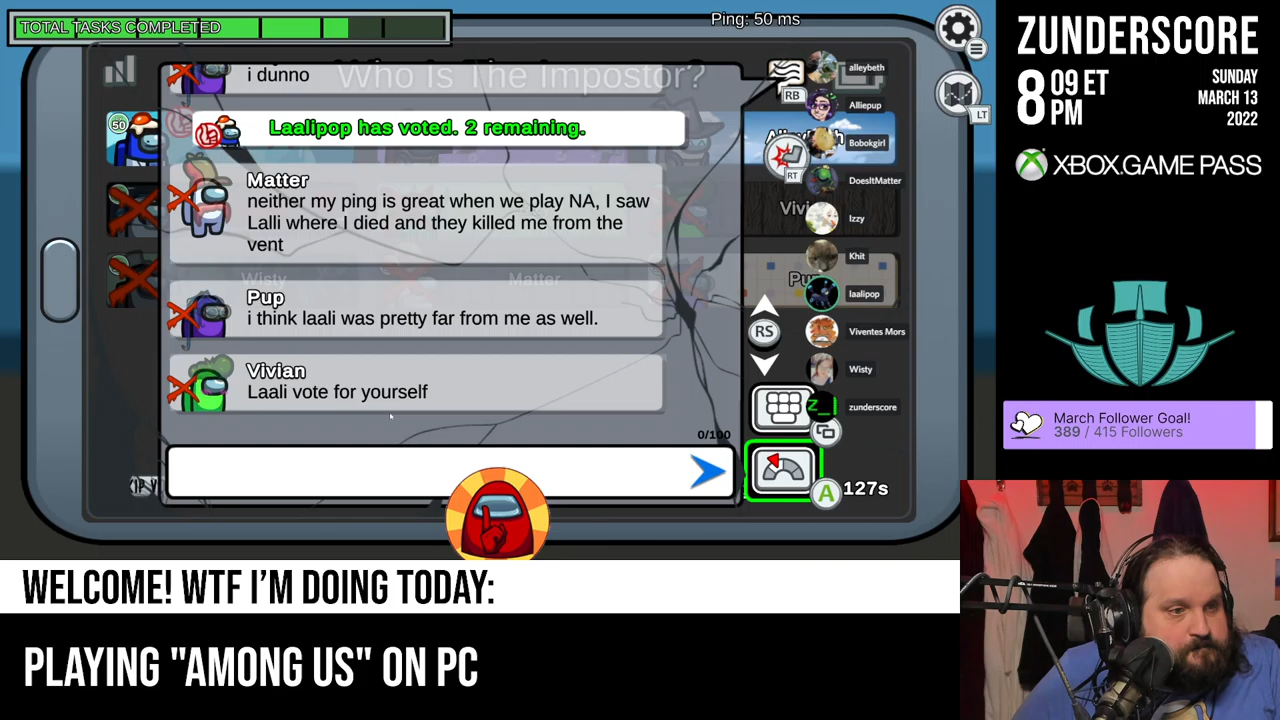 TOTAL TASKS COMPLETED
Ping: 50 ms
Who Is The Impostor?
i dunno
50
Laalipop has voted. 2 remaining.
Matter
neither my ping is great when we play NA, I saw
Lalli where I died and they killed me from the
vent
Wisty
Matter
Pup
i think laali was pretty far from me as well.
Vivian
Laali vote for yourself
0/100
RB
RT
LT
RS
A
127s
alleybeth
Alliepup
Bobokgirl
DoesItMatter
Izzy
Khit
laalipop
Viventes Mors
Wisty
zunderscore
Z_
ZUNDERSCORE
8 09 ET
PM
SUNDAY
MARCH 13
2022
XBOX GAME PASS
March Follower Goal!
389 / 415 Followers
WELCOME! WTF I'M DOING TODAY:
PLAYING "AMONG US" ON PC